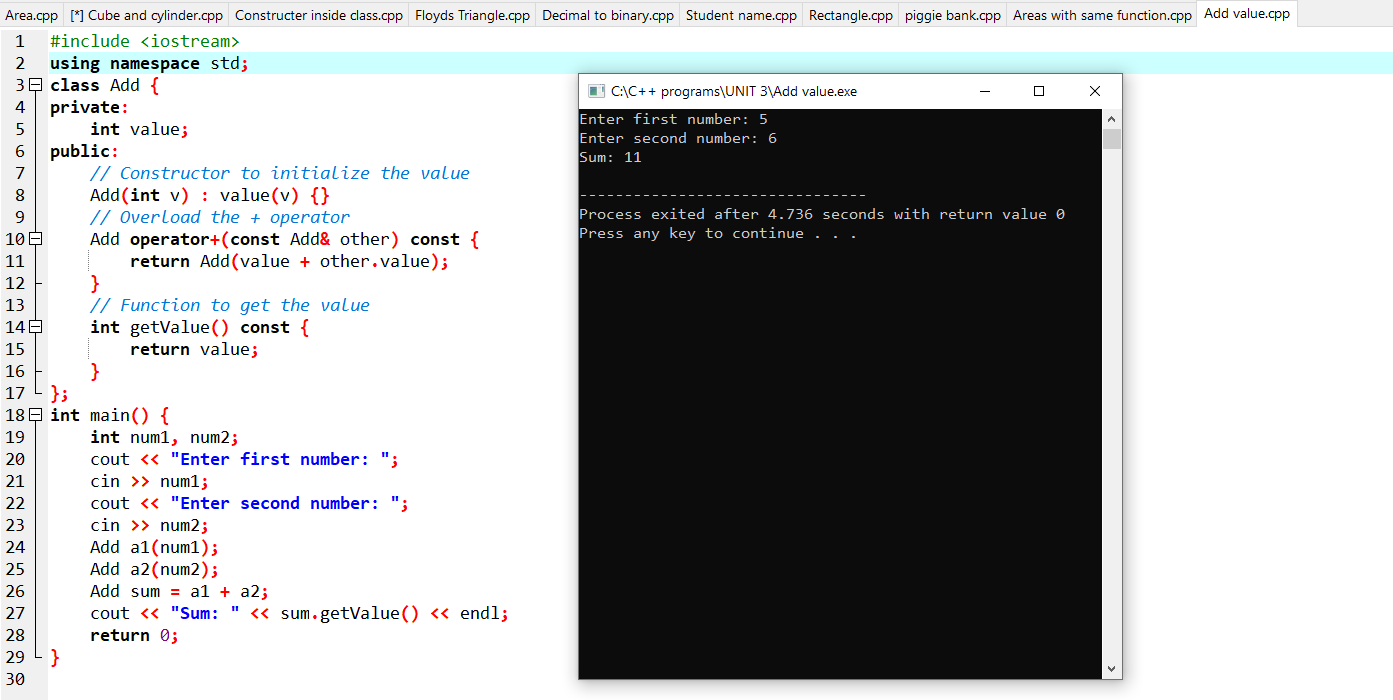 Area.cpp [*] Cube and cylinder.cpp Constructer inside class.cpp Floyds Triangle.cpp Decimal to binary.cpp Student name.cpp Rectangle.cpp piggie bank.cpp Areas with same function.cpp Add value.cpp
1 #include <iostream>
2 using namespace std;
3 class Add {
4 private:
5     int value;
6 public:
7     // Constructor to initialize the value
8     Add(int v) : value(v) {}
9     // Overload the + operator
10     Add operator+(const Add& other) const {
11         return Add(value + other.value);
12     }
13     // Function to get the value
14     int getValue() const {
15         return value;
16     }
17 };
18 int main() {
19     int num1, num2;
20     cout << "Enter first number: ";
21     cin >> num1;
22     cout << "Enter second number: ";
23     cin >> num2;
24     Add a1(num1);
25     Add a2(num2);
26     Add sum = a1 + a2;
27     cout << "Sum: " << sum.getValue() << endl;
28     return 0;
29 }
30
C:\C++ programs\UNIT 3\Add value.exe
Enter first number: 5
Enter second number: 6
Sum: 11
--------------------------------
Process exited after 4.736 seconds with return value 0
Press any key to continue . . .